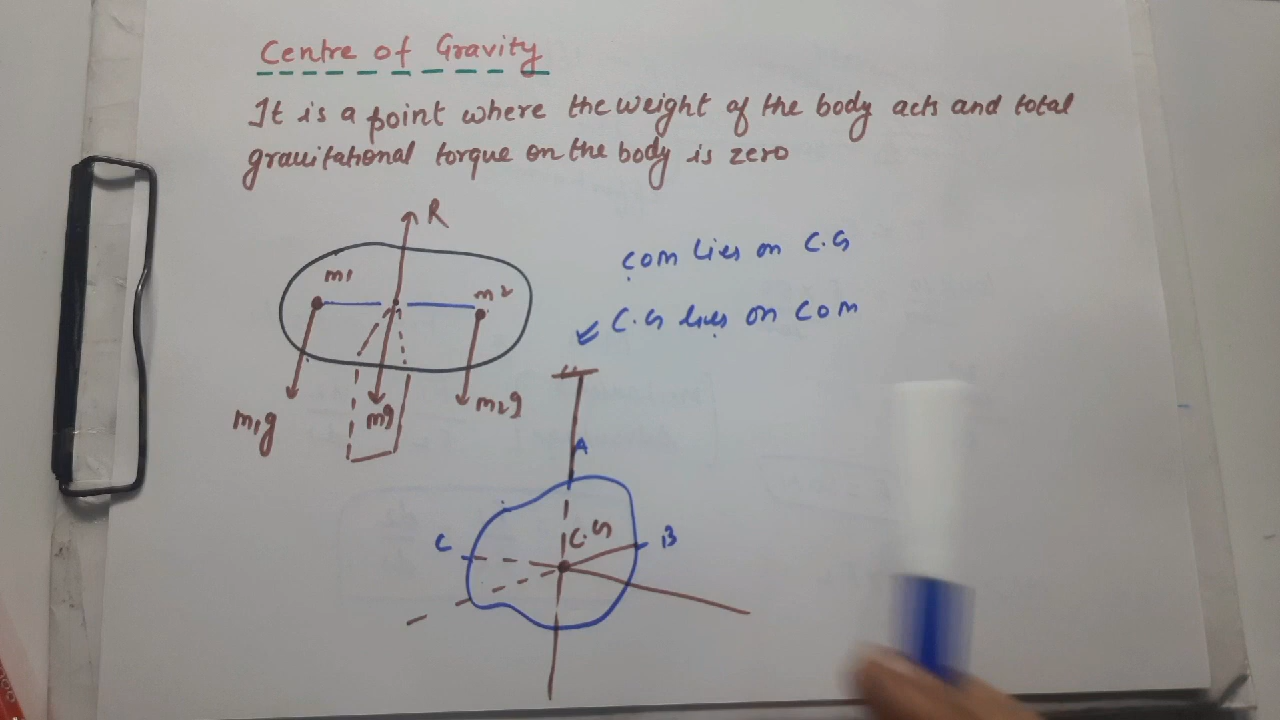 Centre of Gravity
It is a point where the weight of the body acts and total
gravitational torque on the body is zero
R
m1
m2
m1g
mg
m2g
COM lies on C.G
C.G lies on COM
A
C.G
B
C